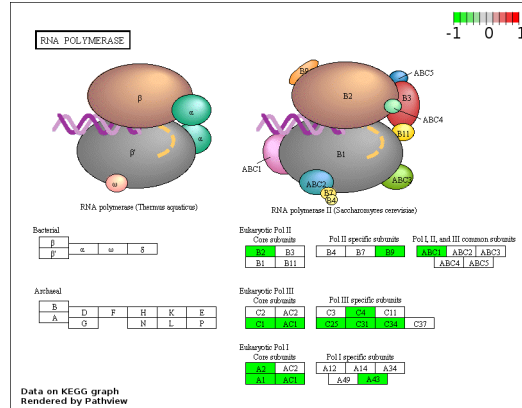 -1 0 1
RNA POLYMERASE
β
α
α
β'
ω
RNA polymerase (Thermus aquaticus)
B9
ABC5
B2
B3
ABC4
B11
B1
ABC1
ABC2
ABC3
B7
B4
RNA polymerase II (Saccharomyces cerevisiae)
Bacterial
β
β'
α ω δ
Eukaryotic Pol II
Core subunits
B2 B3
B1 B11
Pol II specific subunits
B4 B7 B9
Pol I, II, and III common subunits
ABC1 ABC2 ABC3
ABC4 ABC5
Archaeal
B
A
D F H K E
G N L P
Eukaryotic Pol III
Core subunits
C2 AC2
C1 AC1
Pol III specific subunits
C3 C4 C11
C25 C31 C34 C37
Eukaryotic Pol I
Core subunits
A2 AC2
A1 AC1
Pol I specific subunits
A12 A14 A34
A49 A43
Data on KEGG graph
Rendered by Pathview